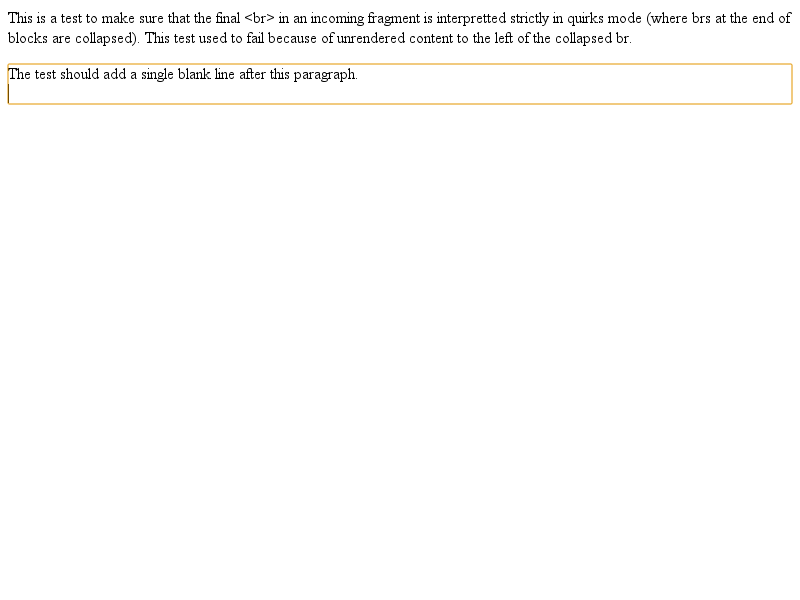 This is a test to make sure that the final <br> in an incoming fragment is interpretted strictly in quirks mode (where brs at the end of
blocks are collapsed). This test used to fail because of unrendered content to the left of the collapsed br.
The test should add a single blank line after this paragraph.